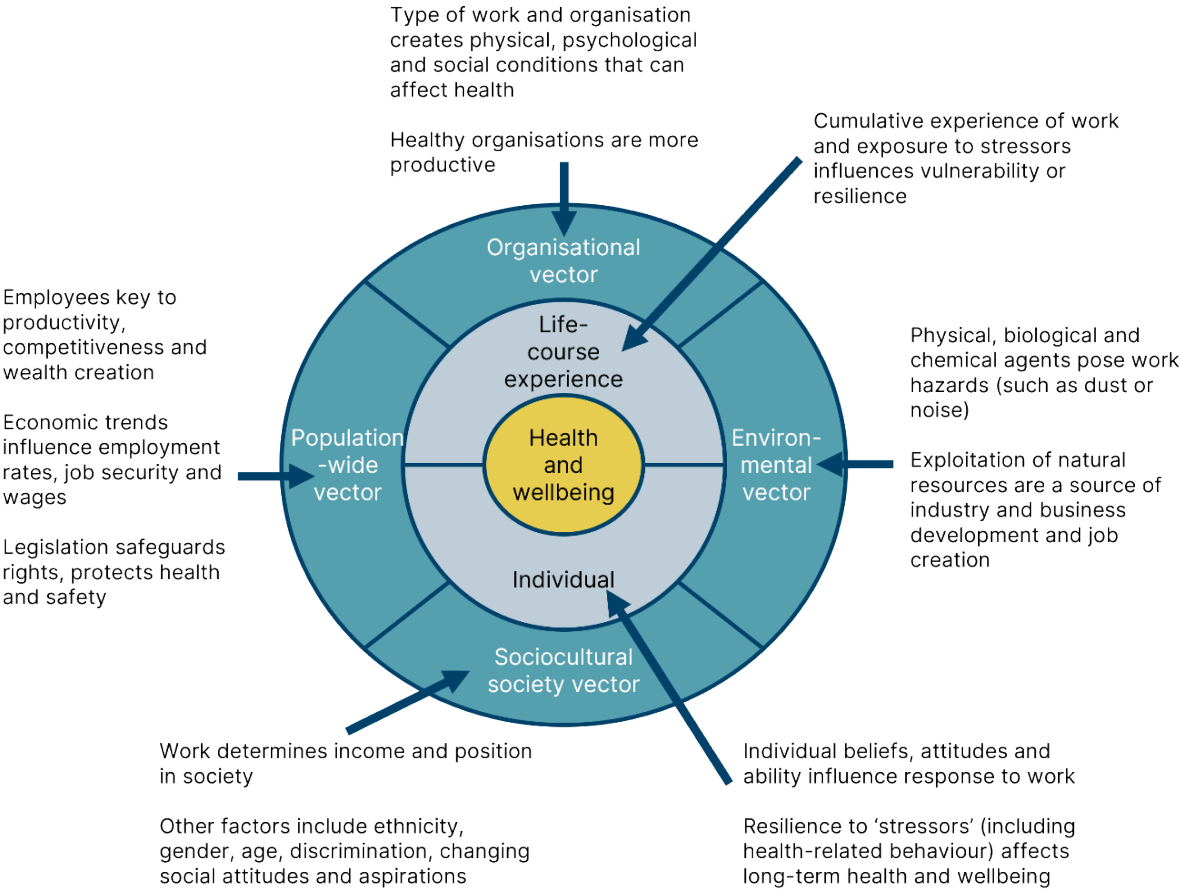 Type of work and organisation
creates physical, psychological
and social conditions that can
affect health
Healthy organisations are more
productive
Cumulative experience of work
and exposure to stressors
influences vulnerability or
resilience
Organisational
vector
Life-
course
experience
Employees key to
productivity,
competitiveness and
wealth creation
Economic trends
influence employment
rates, job security and
wages
Legislation safeguards
rights, protects health
and safety
Population
-wide
vector
Health
and
wellbeing
Environ-
mental
vector
Physical, biological and
chemical agents pose work
hazards (such as dust or
noise)
Exploitation of natural
resources are a source of
industry and business
development and job
creation
Individual
Sociocultural
society vector
Work determines income and position
in society
Other factors include ethnicity,
gender, age, discrimination, changing
social attitudes and aspirations
Individual beliefs, attitudes and
ability influence response to work
Resilience to ‘stressors’ (including
health-related behaviour) affects
long-term health and wellbeing